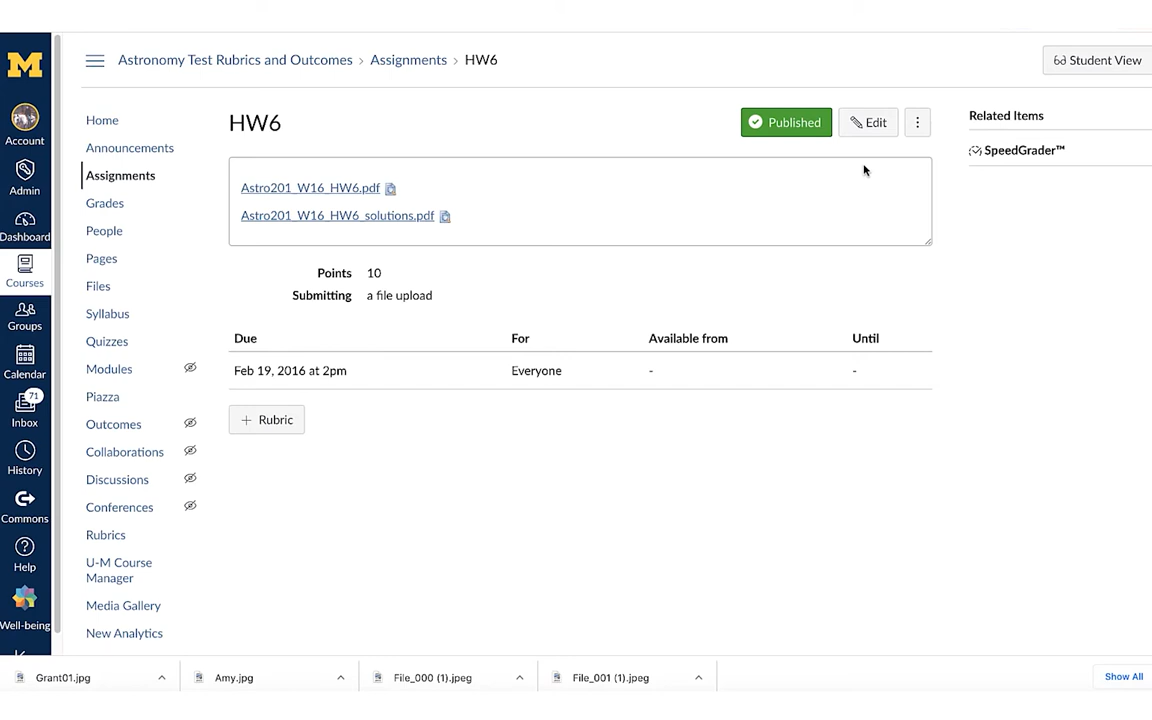 M
Account
Admin
Dashboard
Courses
Groups
Calendar
71
Inbox
History
Commons
Help
Well-being
Astronomy Test Rubrics and Outcomes > Assignments > HW6
Student View
Home
Announcements
Assignments
Grades
People
Pages
Files
Syllabus
Quizzes
Modules
Piazza
Outcomes
Collaborations
Discussions
Conferences
Rubrics
U-M Course
Manager
Media Gallery
New Analytics
HW6
Published
Edit
Astro201_W16_HW6.pdf
Astro201_W16_HW6_solutions.pdf
Points 10
Submitting a file upload
Due For Available from Until
Feb 19, 2016 at 2pm Everyone - -
+ Rubric
Related Items
SpeedGrader™
Grant01.jpg
Amy.jpg
File_000 (1).jpeg
File_001 (1).jpeg
Show All